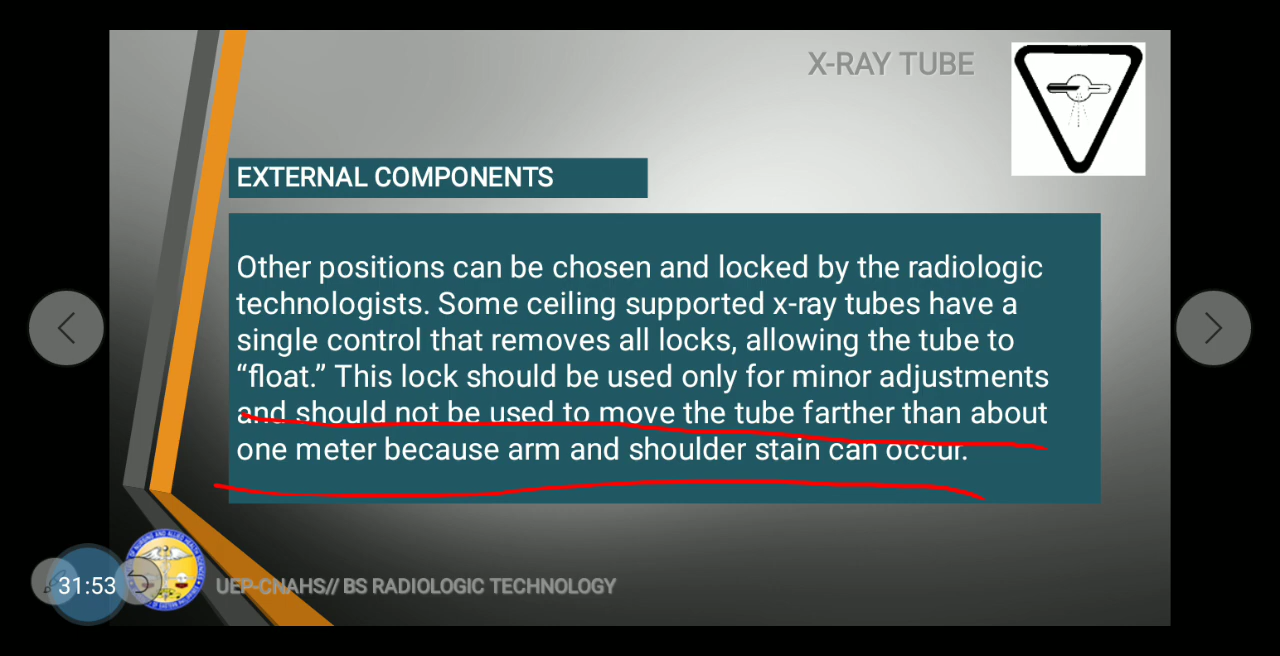 X-RAY TUBE
EXTERNAL COMPONENTS
Other positions can be chosen and locked by the radiologic
technologists. Some ceiling supported x-ray tubes have a
single control that removes all locks, allowing the tube to
“float.” This lock should be used only for minor adjustments
and should not be used to move the tube farther than about
one meter because arm and shoulder stain can occur.
31:53
UEP-CNAHS// BS RADIOLOGIC TECHNOLOGY